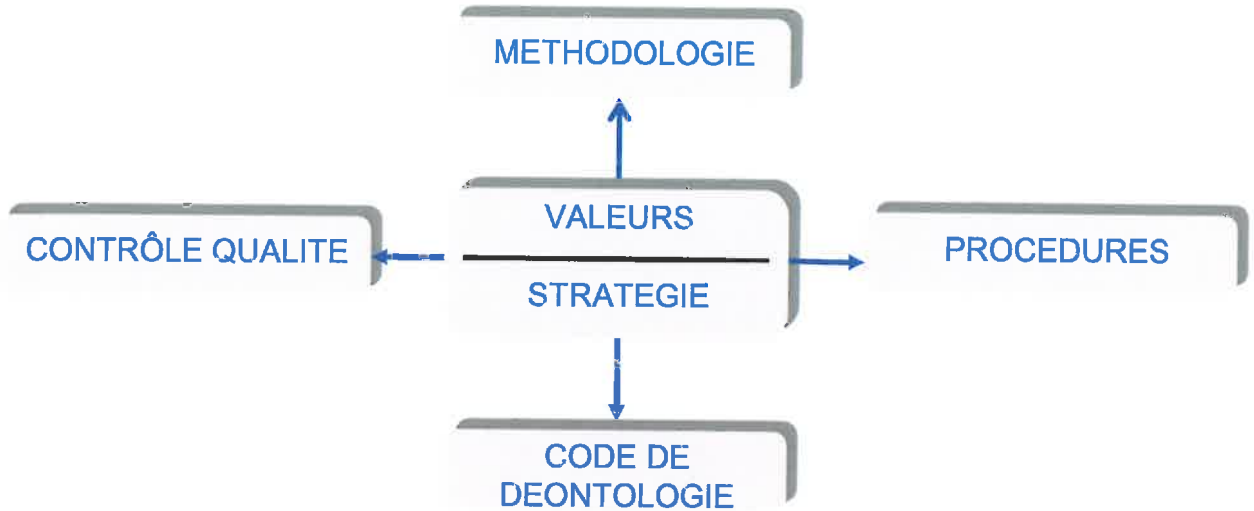 METHODOLOGIE
VALEURS
CONTRÔLE QUALITE
PROCEDURES
STRATEGIE
CODE DE
DEONTOLOGIE